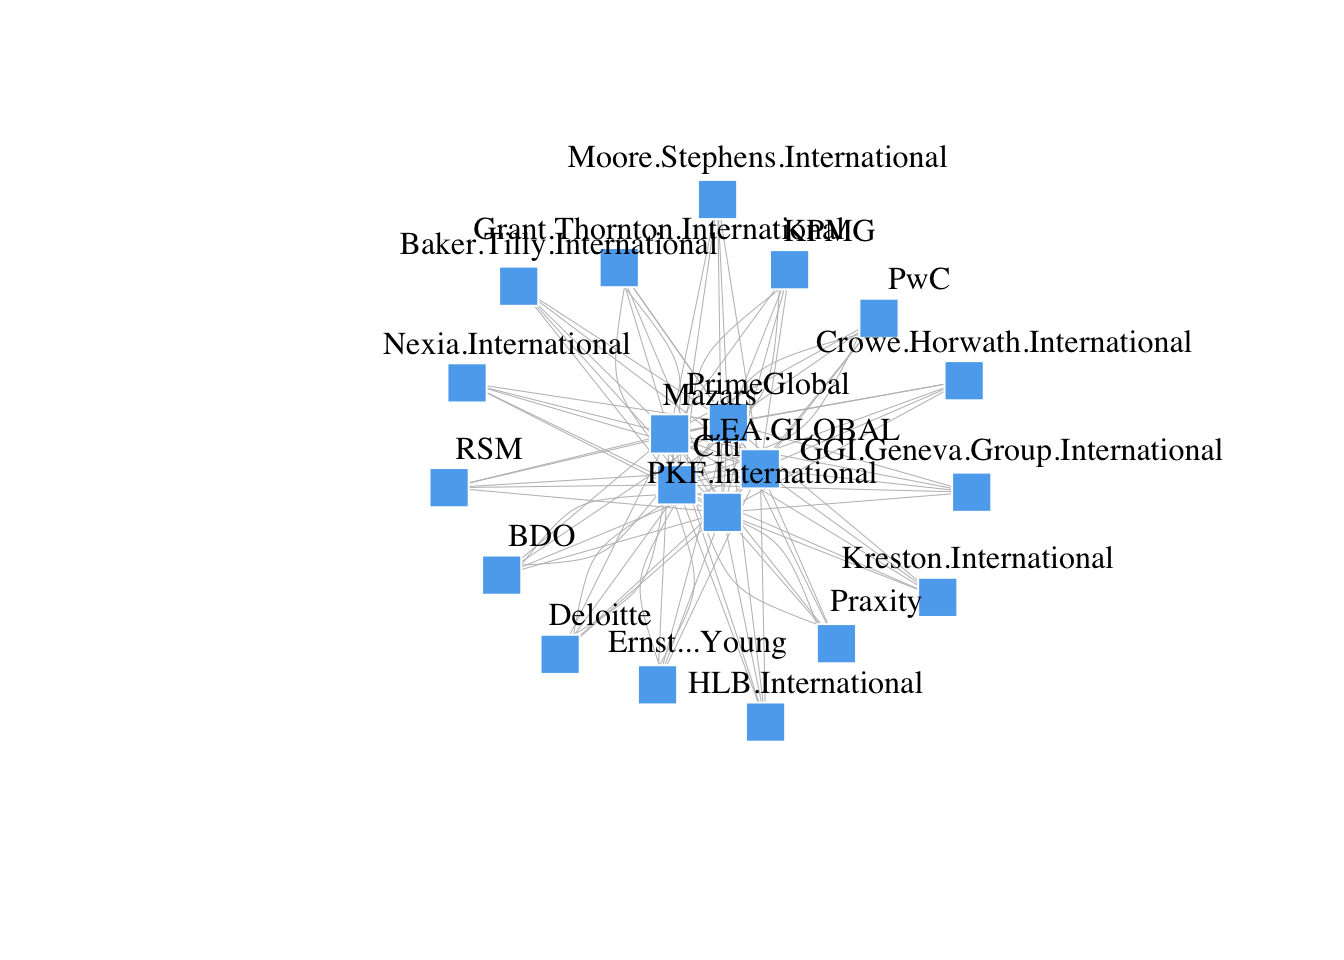 Moore.Stephens.International
Grant.Thornton.International
KPMG
Baker.Tilly.International
PwC
Nexia.International
Crowe.Horwath.International
PrimeGlobal
Mazars
LEA.GLOBAL
Citi
RSM
GGI.Geneva.Group.International
PKF.International
BDO
Kreston.International
Praxity
Deloitte
Ernst...Young
HLB.International